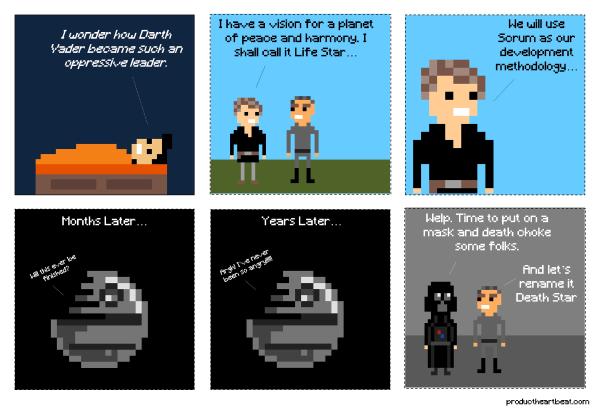 I wonder how Darth
Vader became such an
oppressive leader.
I have a vision for a planet
of peace and harmony. I
shall call it Life Star...
We will use
Scrum as our
development
methodology...
Months Later...
Will this ever be
finished?
Years Later...
Argh! I've never
been so angry!!!!
Welp. Time to put on a
mask and death choke
some folks.
And let's
rename it
Death Star
productheartbeat.com